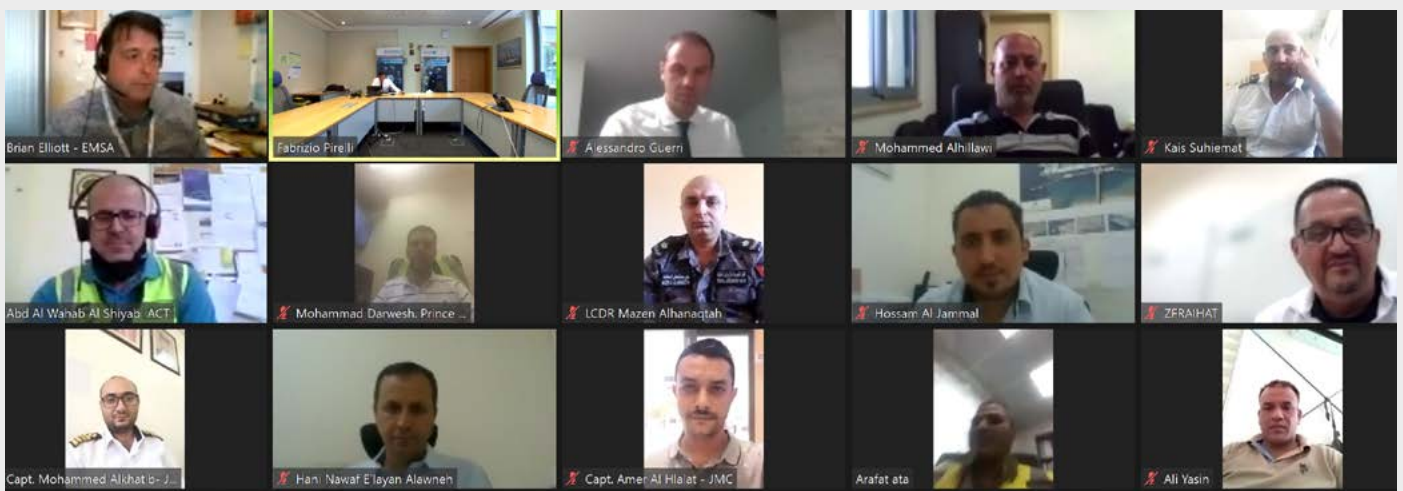 Brian Elliott - EMSA
Fabrizio Pirelli
Alessandro Guerri
Mohammed Alhillawi
Kais Suhiemat
Abd Al Wahab Al Shiyab ACT
Mohammad Darwesh. Prince ...
LCDR Mazen Alhanaqtah
Hossam Al Jammal
ZERAIHAT
Capt. Mohammed Alkhatib- J...
Hani Nawaf E'layan Alawneh
Capt. Amer Al Hlalat - JMC
Arafat ata
Ali Yasin